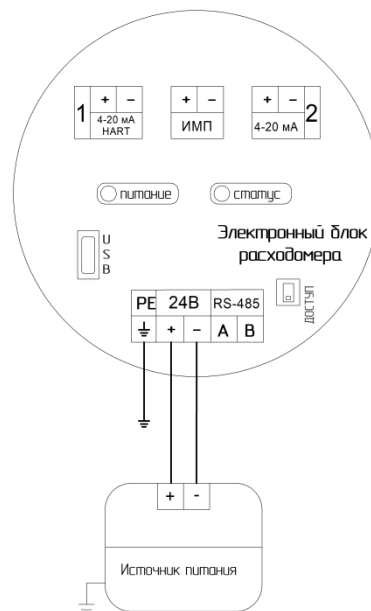 + − + − + −
1 4-20 мА HART ИМП 4-20 мА 2
питание статус
USB
Электронный блок
расходомера
ДОСТУП
PE 24В RS-485
+ − A B
+ -
Источник питания